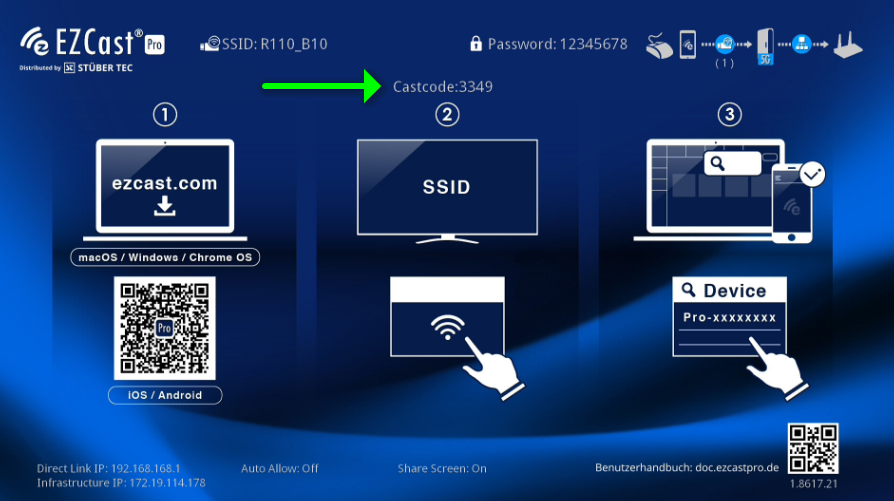 EZCast® Pro
Distributed by STÜBER TEC
SSID: R110_B10
Password: 12345678
(1)
5G
Castcode:3349
1
2
3
ezcast.com
macOS / Windows / Chrome OS
Pro
iOS / Android
SSID
Device
Pro-xxxxxxxx
Direct Link IP: 192.168.168.1
Infrastructure IP: 172.19.114.178
Auto Allow: Off
Share Screen: On
Benutzerhandbuch: doc.ezcastpro.de
1.8617.21